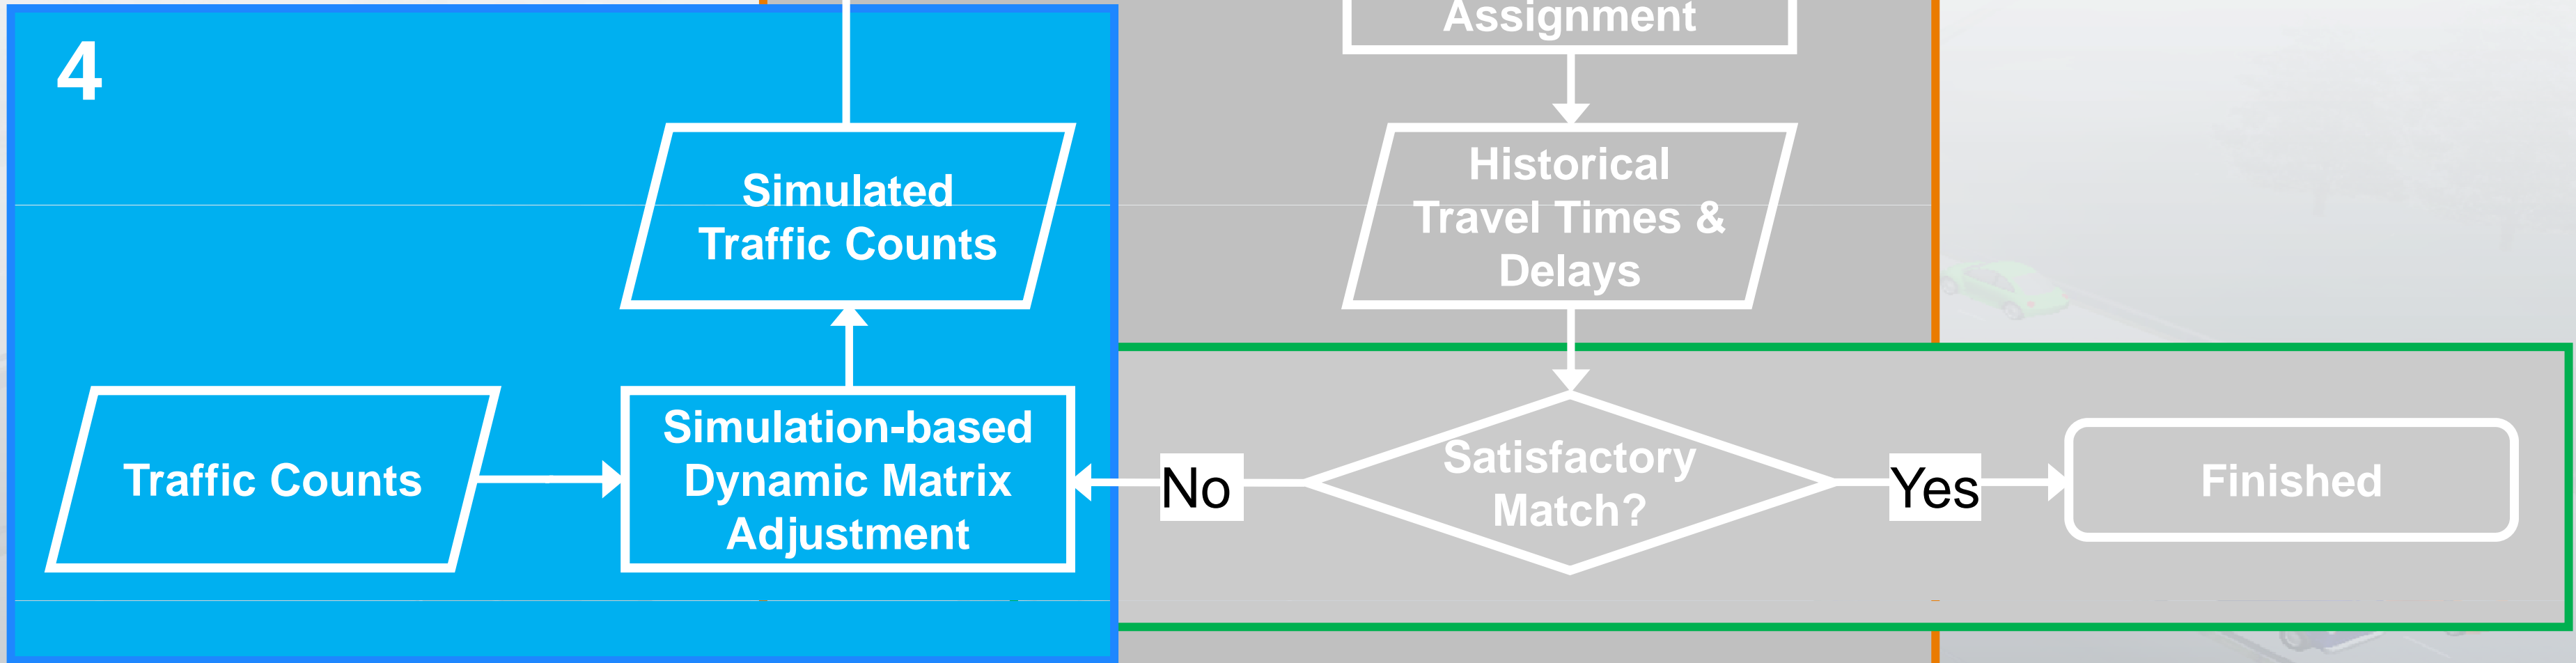 Assignment
4
Simulated
Traffic Counts
Historical
Travel Times &
Delays
Traffic Counts
Simulation-based
Dynamic Matrix
Adjustment
No
Satisfactory
Match?
Yes
Finished